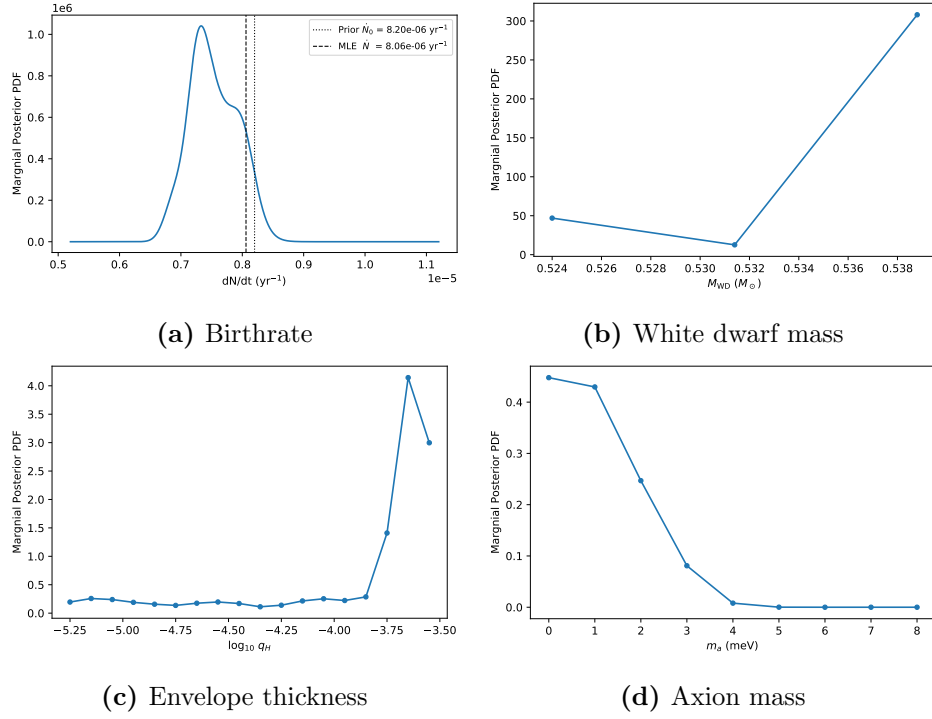 1e6
Prior Ṅ₀ = 8.20e-06 yr⁻¹
MLE Ṅ = 8.06e-06 yr⁻¹
Margnial Posterior PDF
1.0
0.8
0.6
0.4
0.2
0.0
0.5 0.6 0.7 0.8 0.9 1.0 1.1
1e-5
dN/dt (yr⁻¹)
(a) Birthrate
Margnial Posterior PDF
300
250
200
150
100
50
0
0.524 0.526 0.528 0.530 0.532 0.534 0.536 0.538
M_WD (M_⊙)
(b) White dwarf mass
Margnial Posterior PDF
4.0
3.5
3.0
2.5
2.0
1.5
1.0
0.5
0.0
−5.25 −5.00 −4.75 −4.50 −4.25 −4.00 −3.75 −3.50
log₁₀ q_H
(c) Envelope thickness
Margnial Posterior PDF
0.4
0.3
0.2
0.1
0.0
0 1 2 3 4 5 6 7 8
m_a (meV)
(d) Axion mass